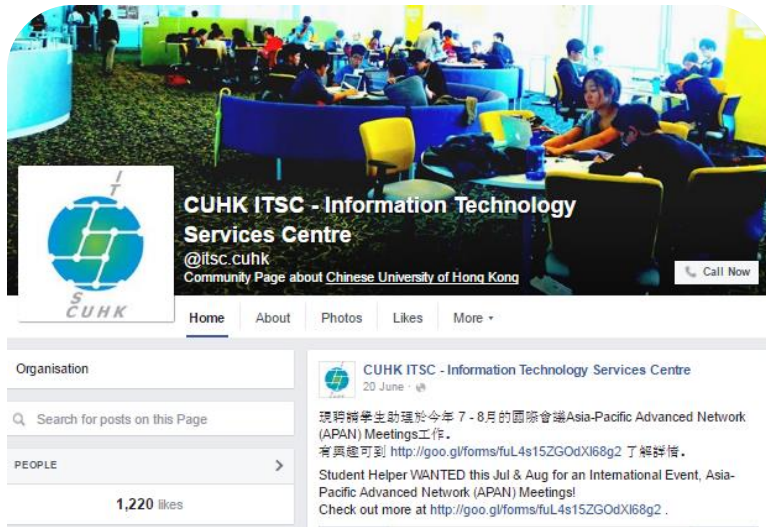 I
T
S
CUHK
CUHK ITSC - Information Technology
Services Centre
@itsc.cuhk
Community Page about Chinese University of Hong Kong
Call Now
Home About Photos Likes More
Organisation
Search for posts on this Page
PEOPLE
1,220 likes
CUHK ITSC - Information Technology Services Centre
20 June ·
現聘請學生助理於今年 7 - 8月的國際會議Asia-Pacific Advanced Network
(APAN) Meetings工作。
有興趣可到 http://goo.gl/forms/fuL4s15ZGOdXl68g2 了解詳情。
Student Helper WANTED this Jul & Aug for an International Event, Asia-
Pacific Advanced Network (APAN) Meetings!
Check out more at http://goo.gl/forms/fuL4s15ZGOdXl68g2 .